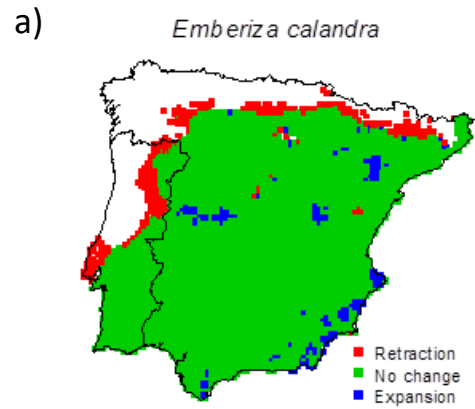 a)
Emberiza calandra
Retraction
No change
Expansion